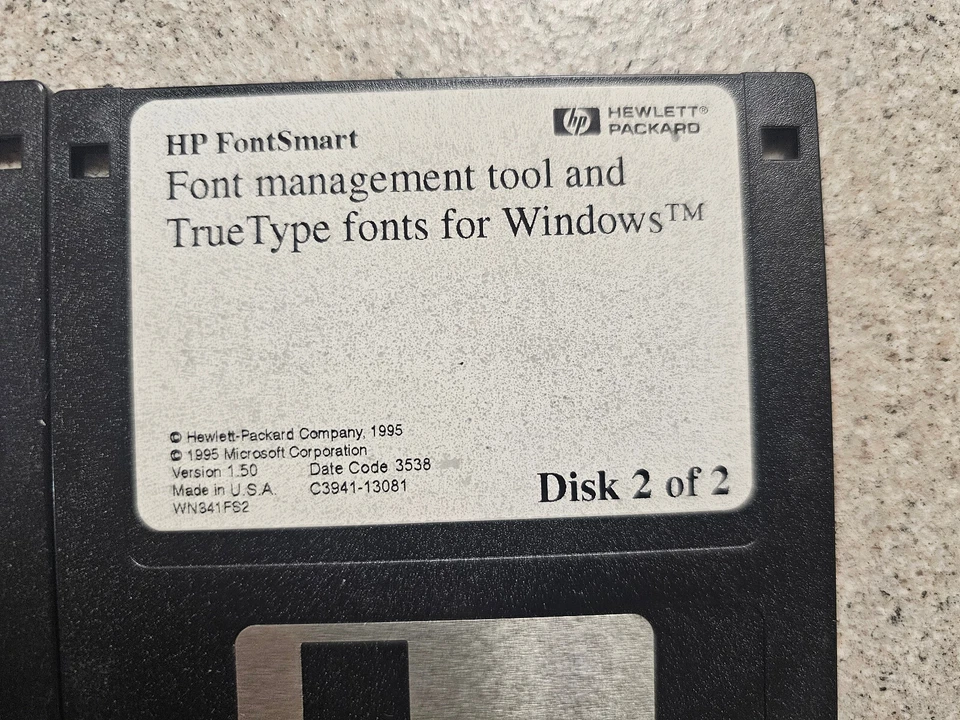 HP FontSmart
hp HEWLETT®
PACKARD
Font management tool and
TrueType fonts for Windows™
© Hewlett-Packard Company, 1995
© 1995 Microsoft Corporation
Version 1.50 Date Code 3538
Made in U.S.A. C3941-13081
WN341FS2
Disk 2 of 2